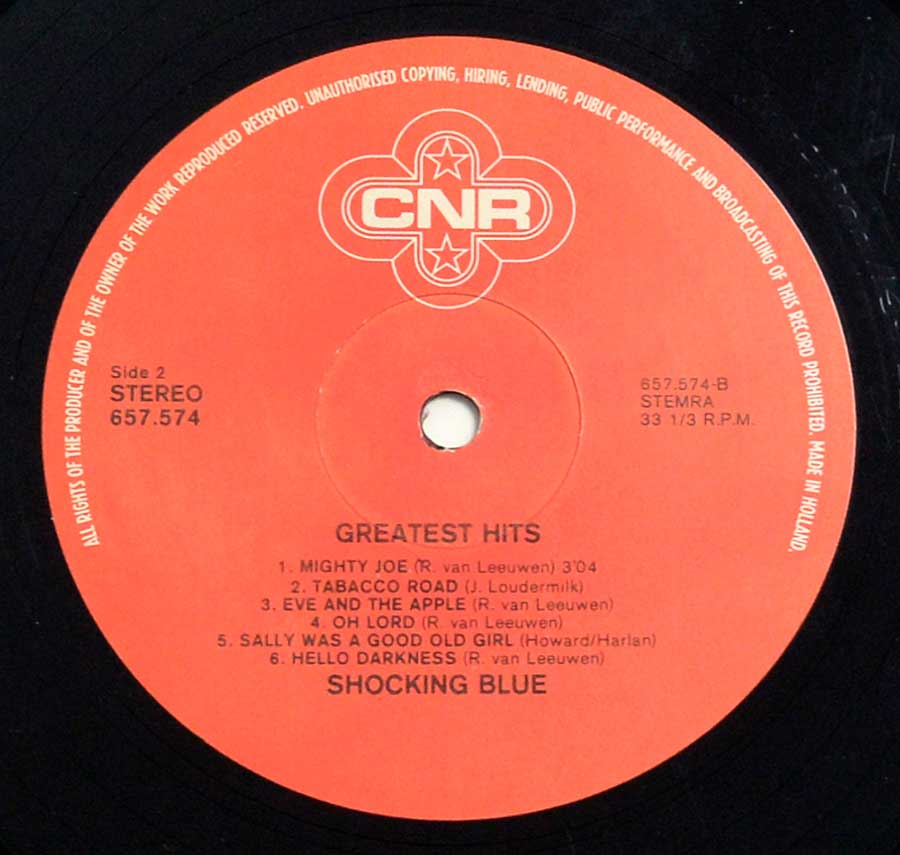 ALL RIGHTS OF THE PRODUCER AND OF THE OWNER OF THE WORK REPRODUCED RESERVED. UNAUTHORISED COPYING, HIRING, LENDING, PUBLIC PERFORMANCE AND BROADCASTING OF THIS RECORD PROHIBITED. MADE IN HOLLAND.
CNR
Side 2
STEREO
657.574
657.574-B
STEMRA
33 1/3 R.P.M.
GREATEST HITS
1. MIGHTY JOE (R. van Leeuwen) 3'04
2. TABACCO ROAD (J. Loudermilk)
3. EVE AND THE APPLE (R. van Leeuwen)
4. OH LORD (R. van Leeuwen)
5. SALLY WAS A GOOD OLD GIRL (Howard/Harlan)
6. HELLO DARKNESS (R. van Leeuwen)
SHOCKING BLUE